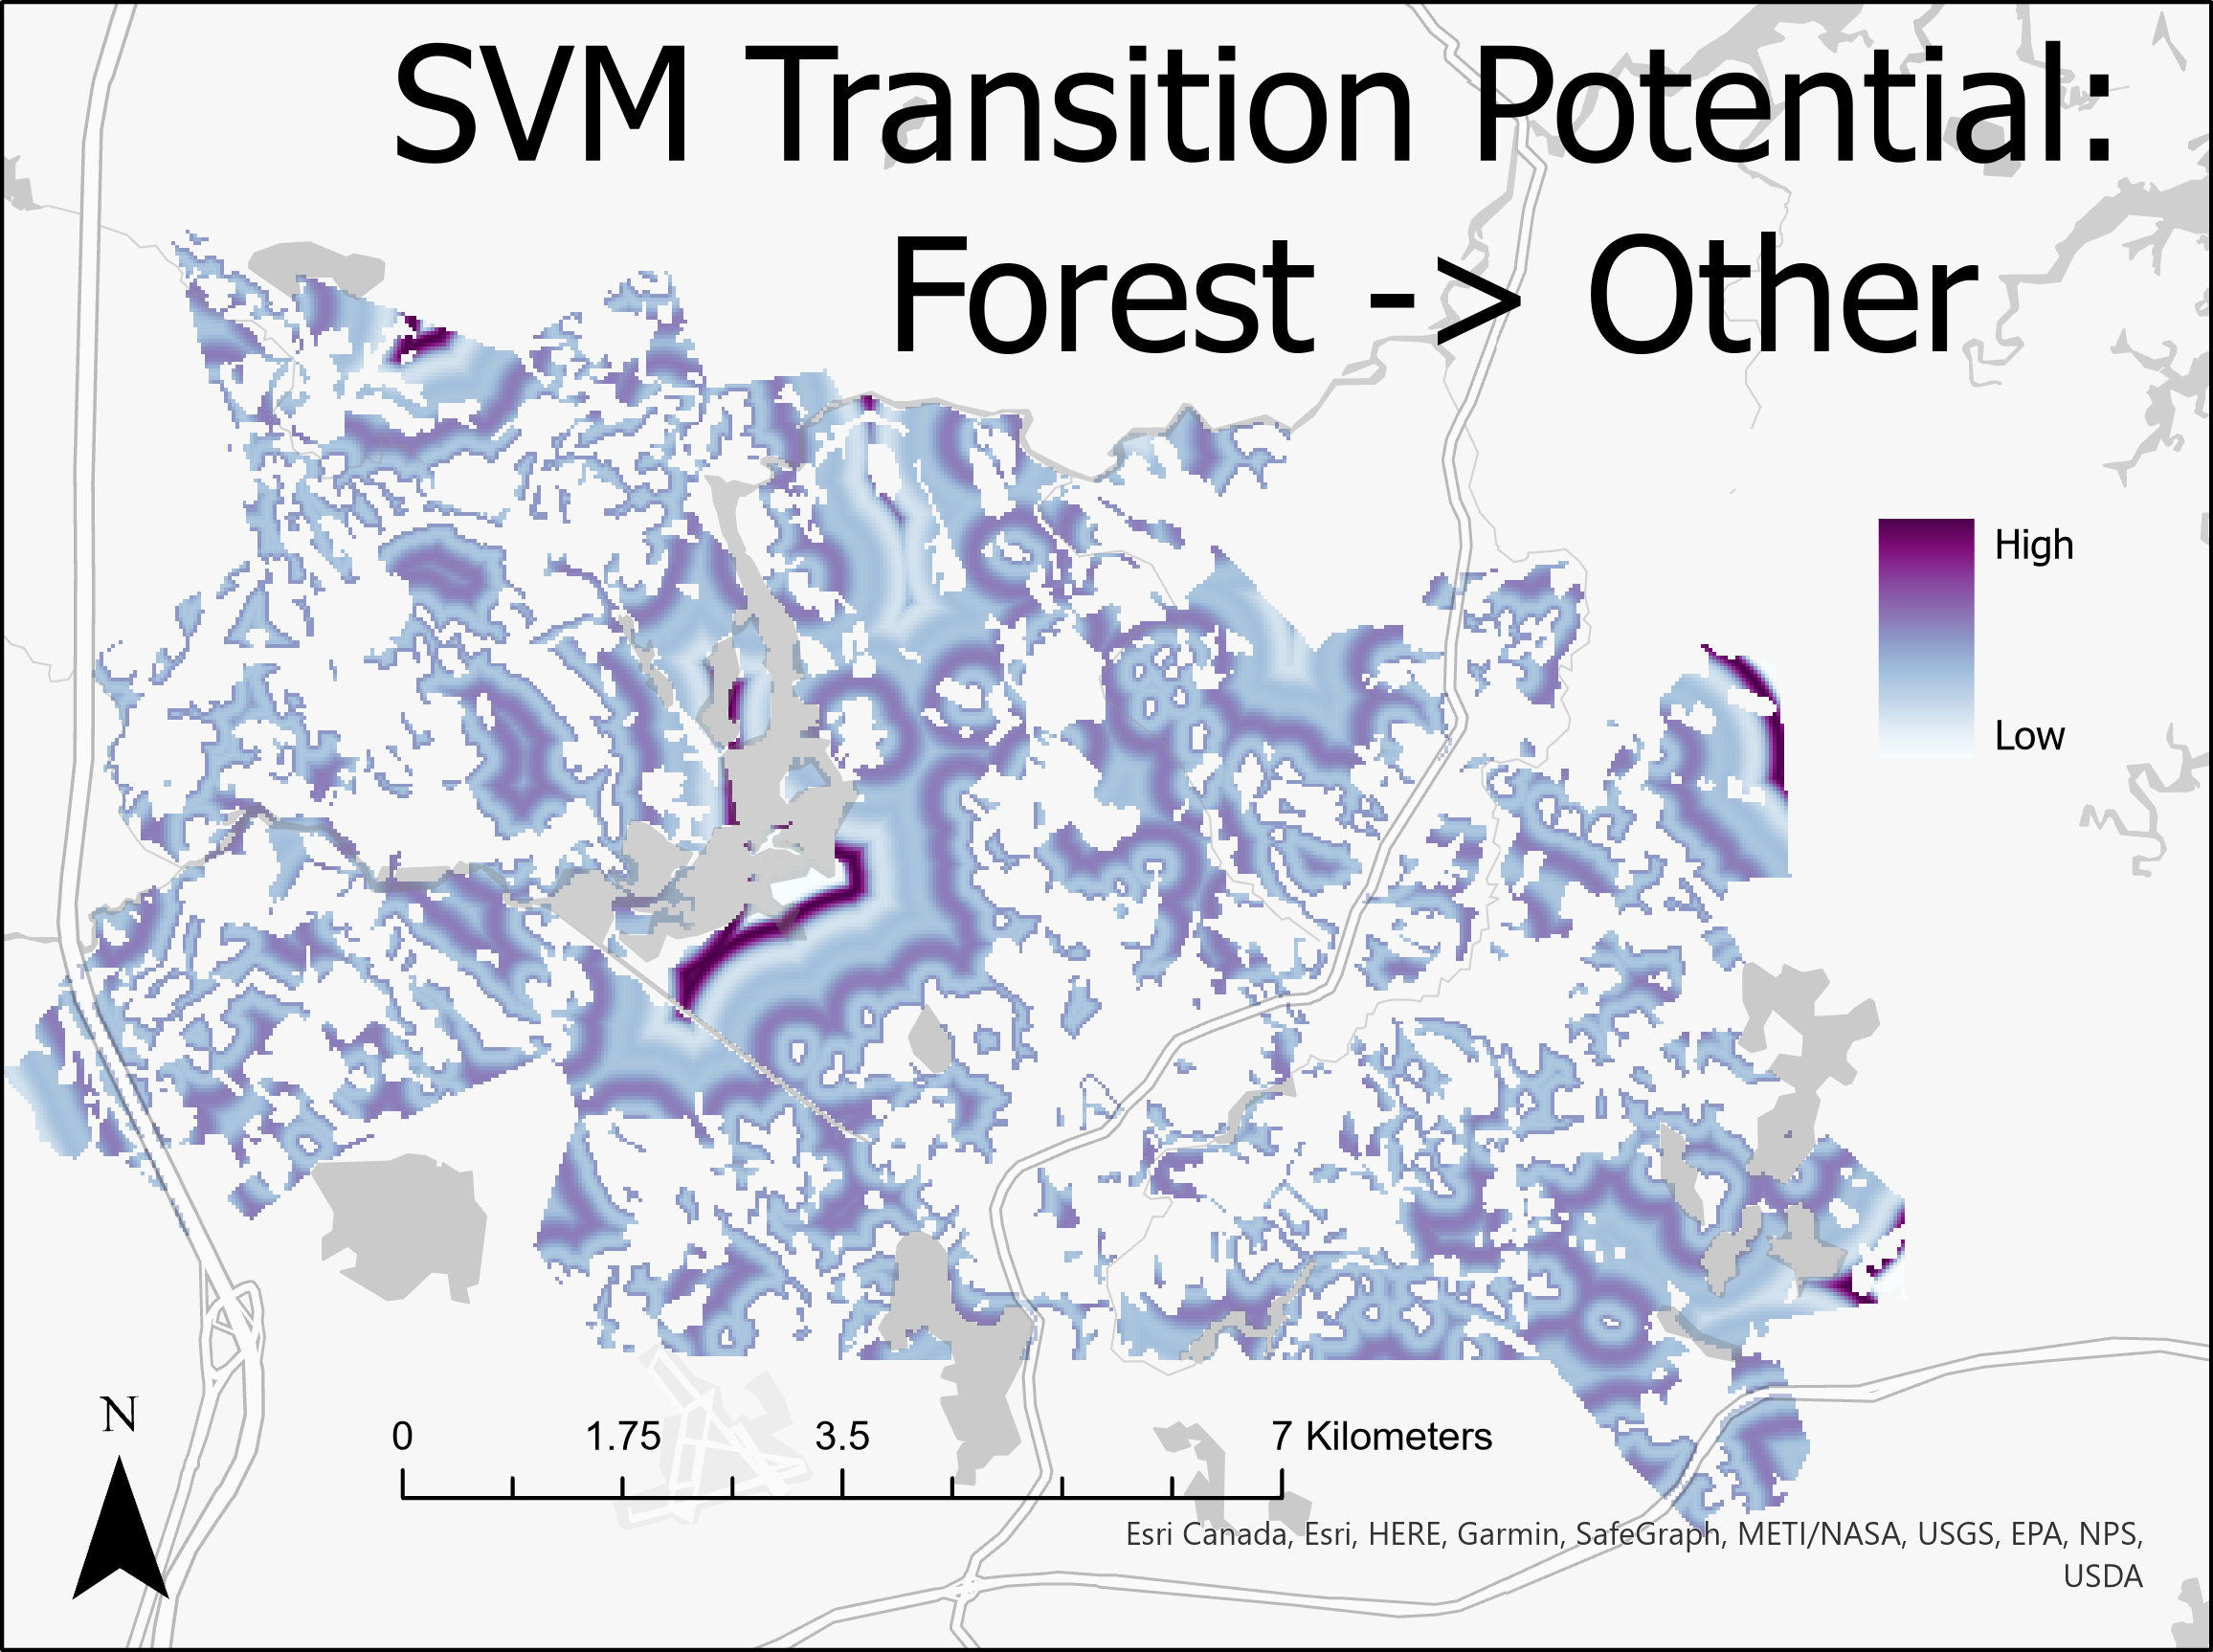 SVM Transition Potential:
Forest -> Other
High
Low
N
0 1.75 3.5 7 Kilometers
Esri Canada, Esri, HERE, Garmin, SafeGraph, METI/NASA, USGS, EPA, NPS,
USDA